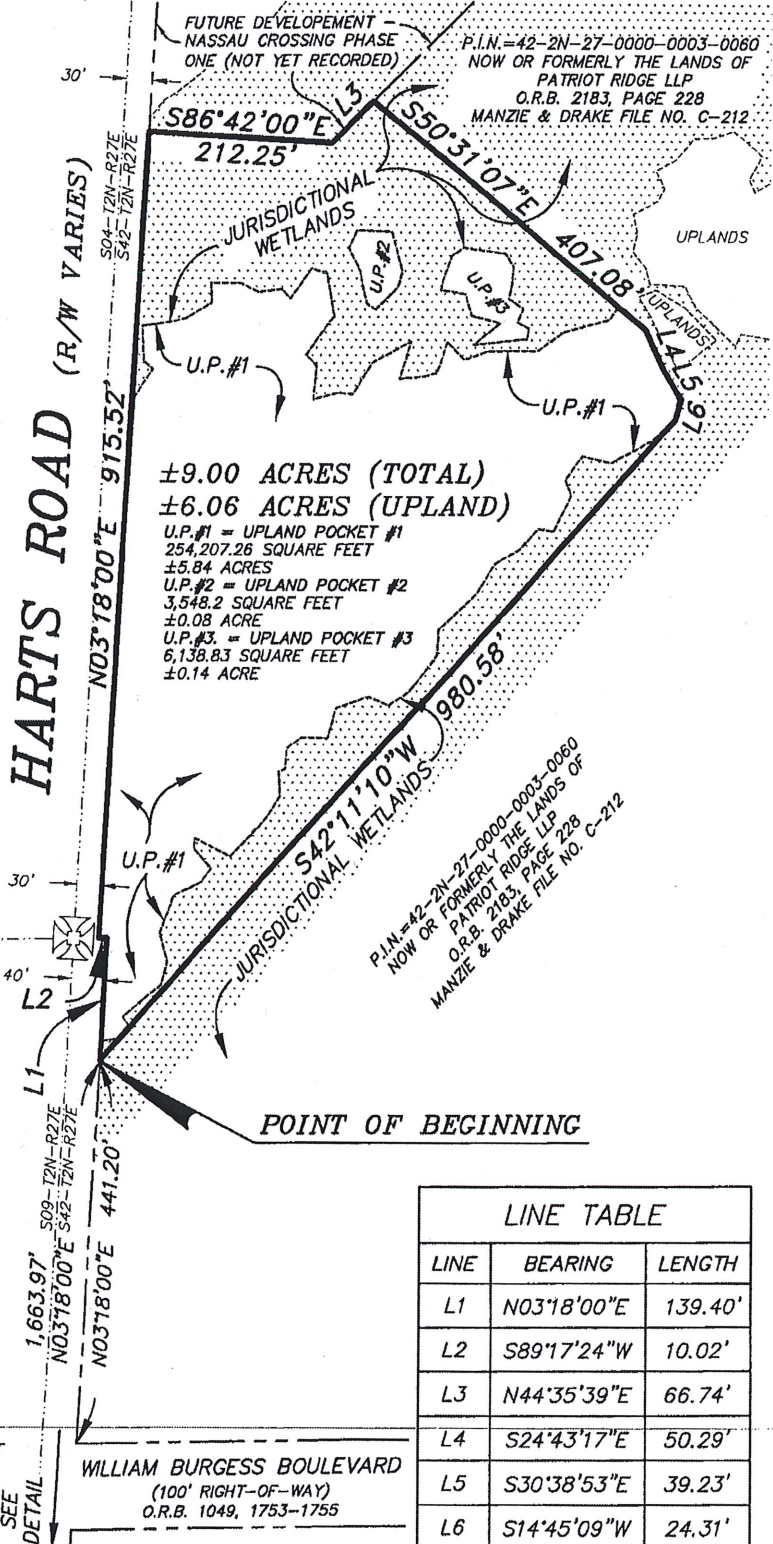 FUTURE DEVELOPEMENT
NASSAU CROSSING PHASE
ONE (NOT YET RECORDED)
P.I.N.=42-2N-27-0000-0003-0060
NOW OR FORMERLY THE LANDS OF
PATRIOT RIDGE LLP
O.R.B. 2183, PAGE 228
MANZIE & DRAKE FILE NO. C-212
30'
S86°42'00"E
212.25'
L3
S50°31'07"E 407.08'
S04-T2N-R27E
S42-T2N-R27E
JURISDICTIONAL
WETLANDS
U.P.#2
U.P.#3
UPLANDS
UPLANDS
L4
L5
L6
U.P.#1
U.P.#1
HARTS ROAD (R/W VARIES)
N03°18'00"E 915.52'
±9.00 ACRES (TOTAL)
±6.06 ACRES (UPLAND)
U.P.#1 = UPLAND POCKET #1
254,207.26 SQUARE FEET
±5.84 ACRES
U.P.#2 = UPLAND POCKET #2
3,548.2 SQUARE FEET
±0.08 ACRE
U.P.#3. = UPLAND POCKET #3
6,138.83 SQUARE FEET
±0.14 ACRE
S42°11'10"W 980.58'
JURISDICTIONAL WETLANDS
P.I.N.=42-2N-27-0000-0003-0060
NOW OR FORMERLY THE LANDS OF
PATRIOT RIDGE LLP
O.R.B. 2183, PAGE 228
MANZIE & DRAKE FILE NO. C-212
U.P.#1
30'
40'
L2
L1
POINT OF BEGINNING
S09-T2N-R27E
S42-T2N-R27E
1,663.97'
N03°18'00"E
N03°18'00"E 441.20'
LINE TABLE
LINE BEARING LENGTH
L1 N03°18'00"E 139.40'
L2 S89°17'24"W 10.02'
L3 N44°35'39"E 66.74'
L4 S24°43'17"E 50.29'
L5 S30°38'53"E 39.23'
L6 S14°45'09"W 24.31'
WILLIAM BURGESS BOULEVARD
(100' RIGHT-OF-WAY)
O.R.B. 1049, 1753-1755
SEE
DETAIL